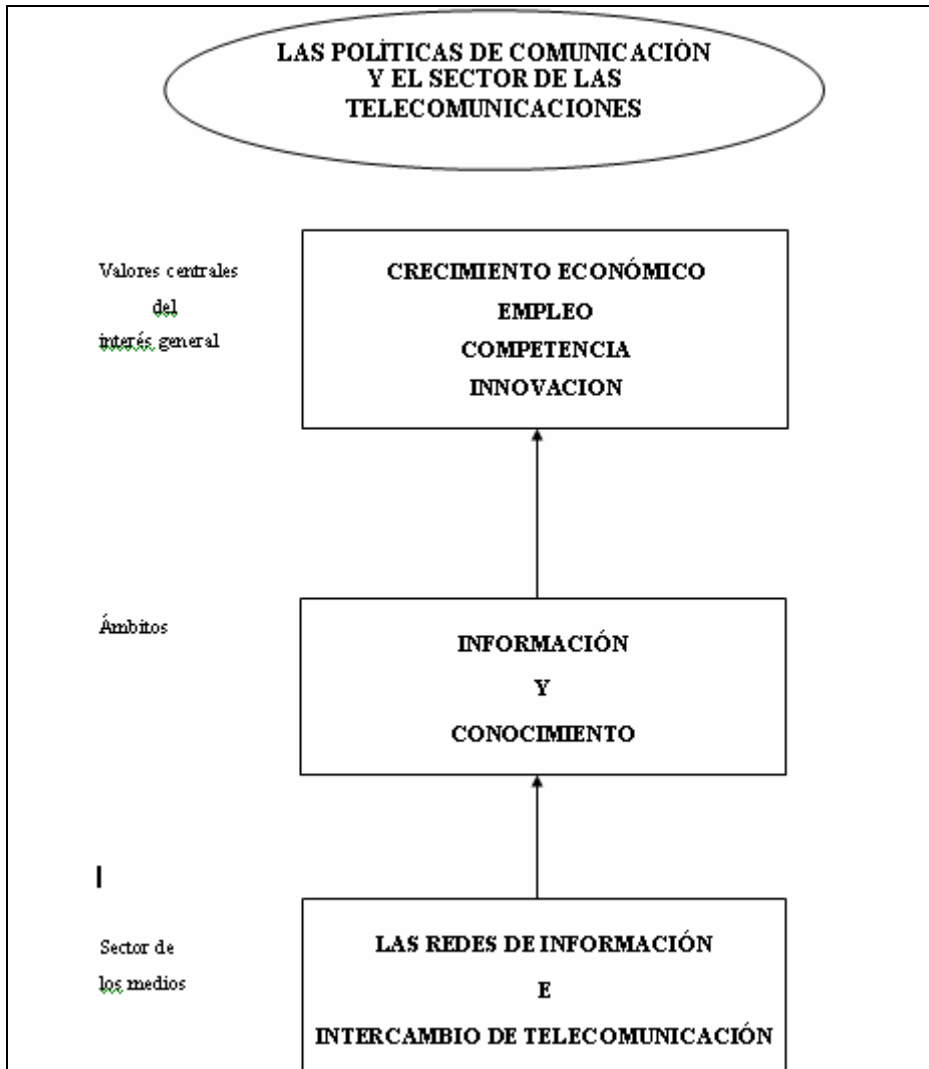 LAS POLÍTICAS DE COMUNICACIÓN
Y EL SECTOR DE LAS
TELECOMUNICACIONES
Valores centrales
del
interés general
CRECIMIENTO ECONÓMICO
EMPLEO
COMPETENCIA
INNOVACION
Ámbitos
INFORMACIÓN
Y
CONOCIMIENTO
Sector de
los medios
LAS REDES DE INFORMACIÓN
E
INTERCAMBIO DE TELECOMUNICACIÓN